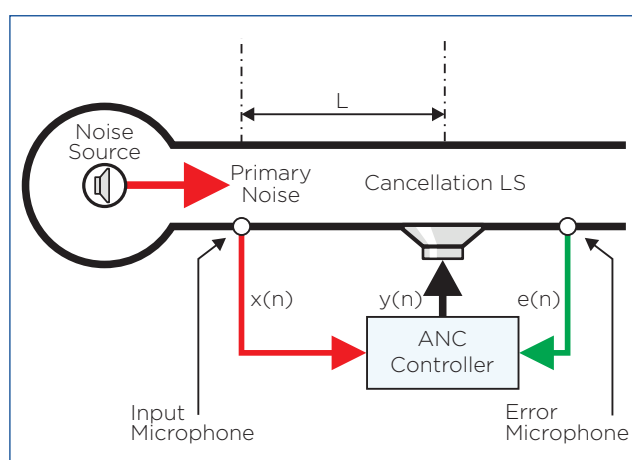 L
Noise
Source
Primary
Noise
Cancellation LS
x(n)
y(n)
e(n)
ANC
Controller
Input
Microphone
Error
Microphone